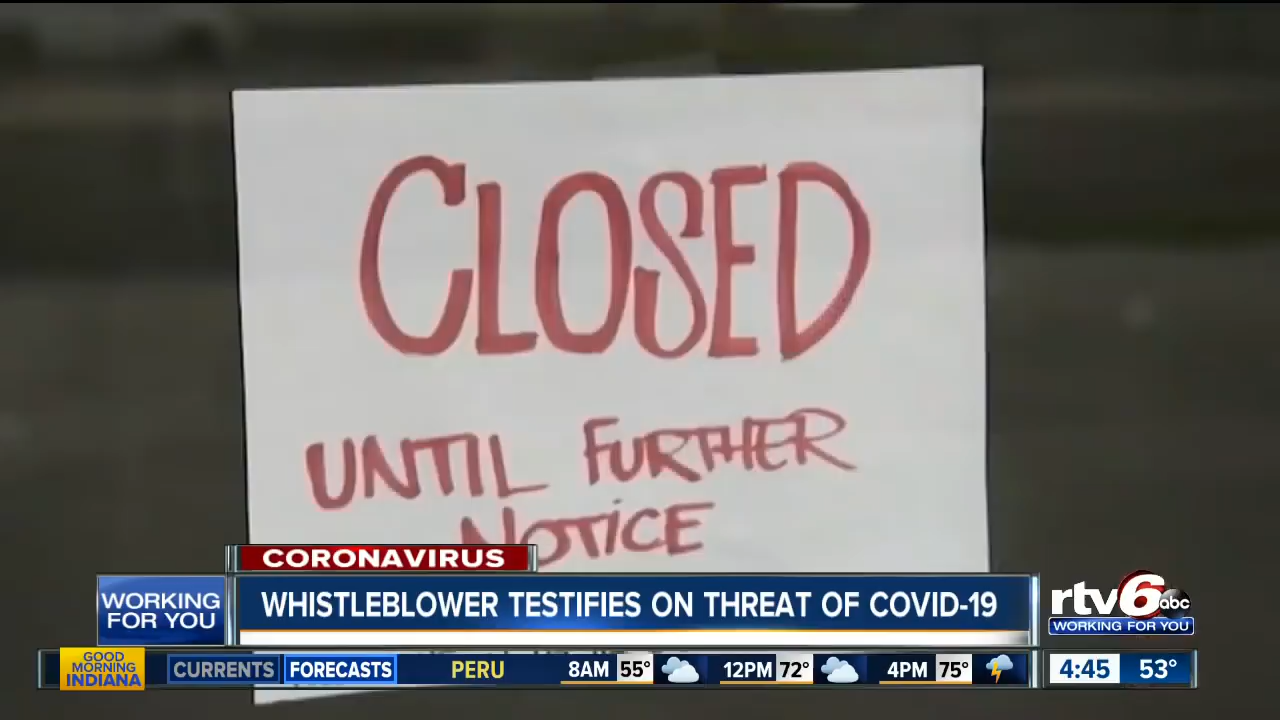 CLOSED
UNTIL FURTHER
NOTICE
CORONAVIRUS
WORKING
FOR YOU
WHISTLEBLOWER TESTIFIES ON THREAT OF COVID-19
rtv6 abc
WORKING FOR YOU
GOOD
MORNING
INDIANA
CURRENTS FORECASTS PERU 8AM 55° 12PM 72° 4PM 75° 4:45 53°